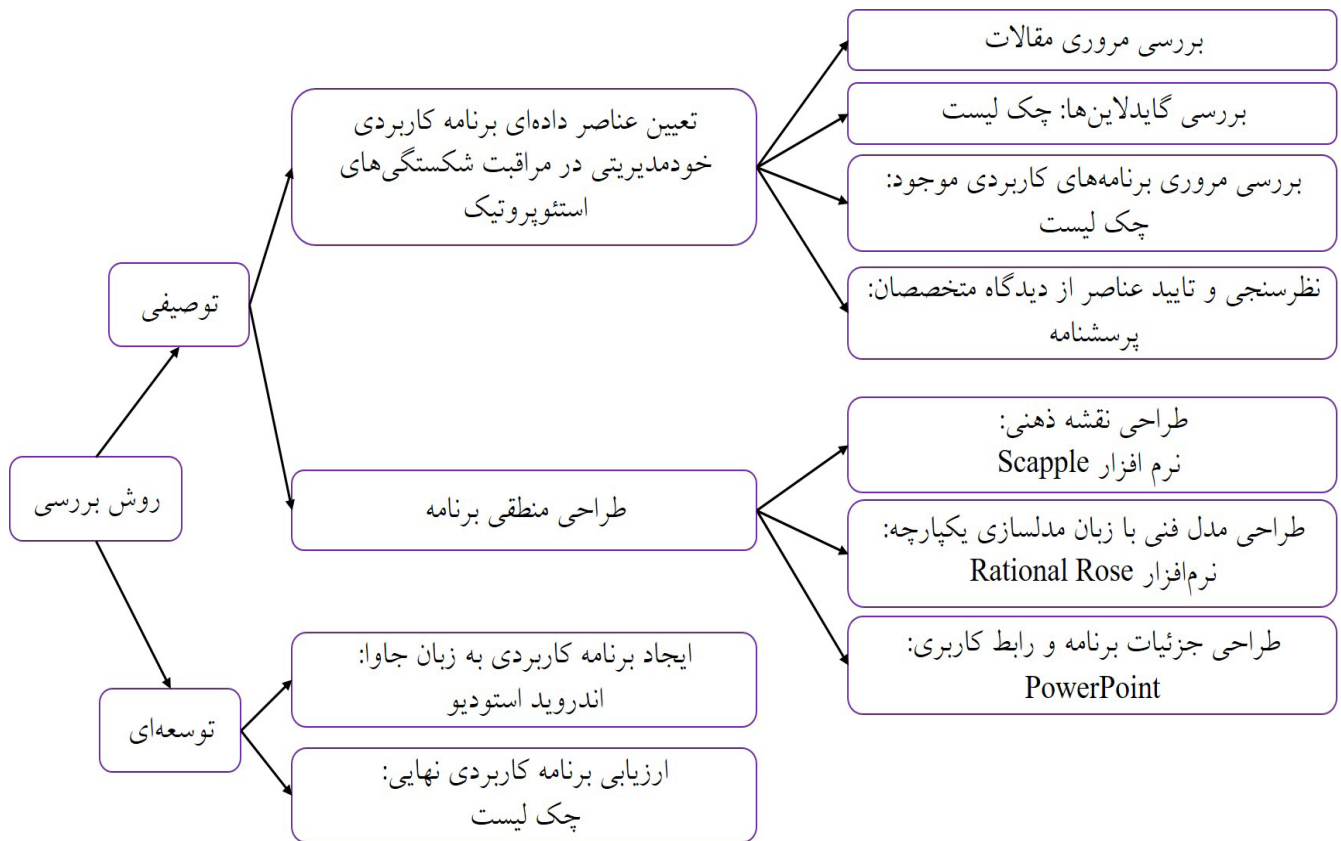 روش بررسی
توصیفی
تعیین عناصر داده‌ای برنامه کاربردی
خودمدیریتی در مراقبت شکستگی‌های
استئوپروتیک
بررسی مروری مقالات
بررسی گایدلاین‌ها: چک لیست
بررسی مروری برنامه‌های کاربردی موجود:
چک لیست
نظرسنجی و تایید عناصر از دیدگاه متخصصان:
پرسشنامه
طراحی منطقی برنامه
طراحی نقشه ذهنی:
نرم افزار Scapple
طراحی مدل فنی با زبان مدلسازی یکپارچه:
نرم‌افزار Rational Rose
طراحی جزئیات برنامه و رابط کاربری:
PowerPoint
توسعه‌ای
ایجاد برنامه کاربردی به زبان جاوا:
اندروید استودیو
ارزیابی برنامه کاربردی نهایی:
چک لیست